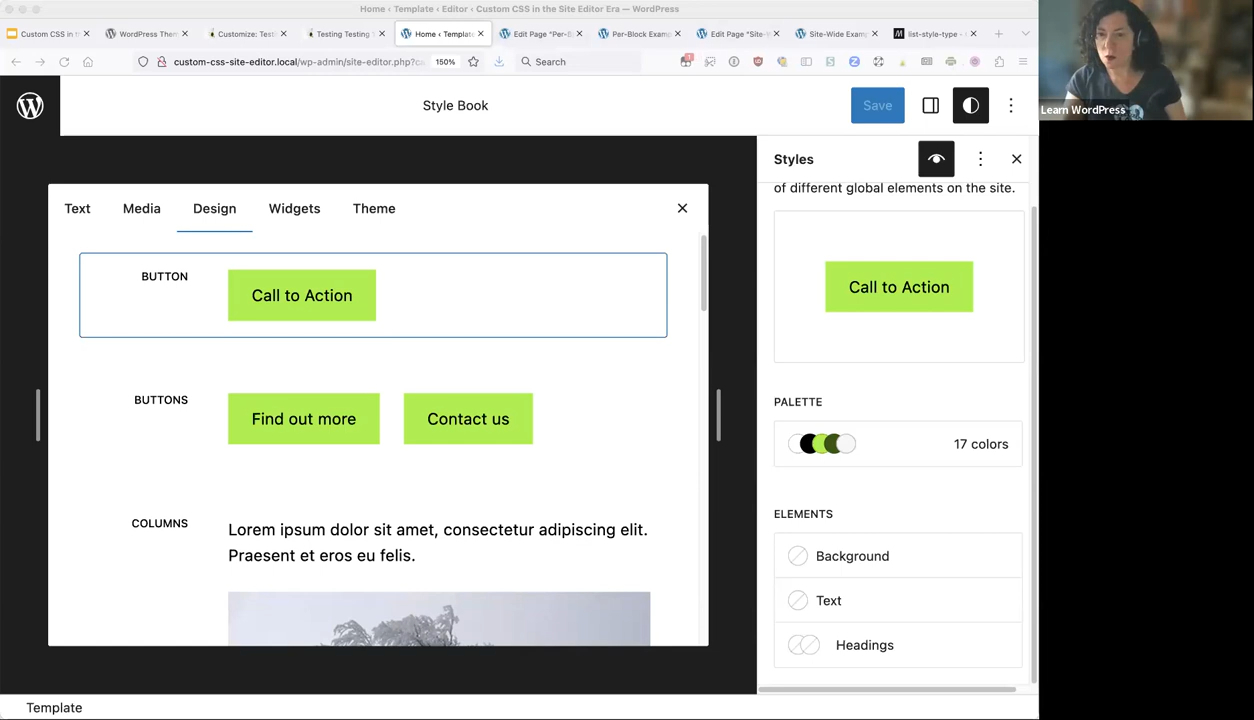 Home ‹ Template ‹ Editor ‹ Custom CSS in the Site Editor Era — WordPress
Custom CSS in t
WordPress Them
Customize: Testi
Testing Testing T
Home ‹ Templat
Edit Page "Per-B
Per-Block Examp
Edit Page "Site-W
Site-Wide Exam
list-style-type - C
custom-css-site-editor.local/wp-admin/site-editor.php?ca
150%
Search
Learn WordPress
Style Book
Save
Styles
of different global elements on the site.
Text
Media
Design
Widgets
Theme
BUTTON
Call to Action
Call to Action
BUTTONS
Find out more
Contact us
PALETTE
17 colors
COLUMNS
Lorem ipsum dolor sit amet, consectetur adipiscing elit.
Praesent et eros eu felis.
ELEMENTS
Background
Text
Headings
Template